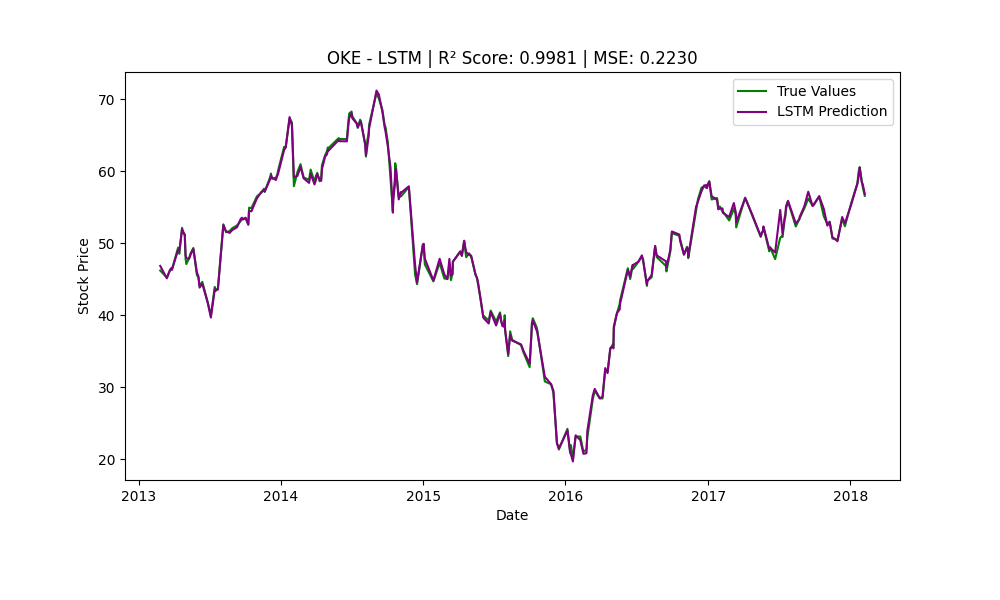 OKE - LSTM | R² Score: 0.9981 | MSE: 0.2230
True Values
LSTM Prediction
Stock Price
70
60
50
40
30
20
2013
2014
2015
2016
2017
2018
Date